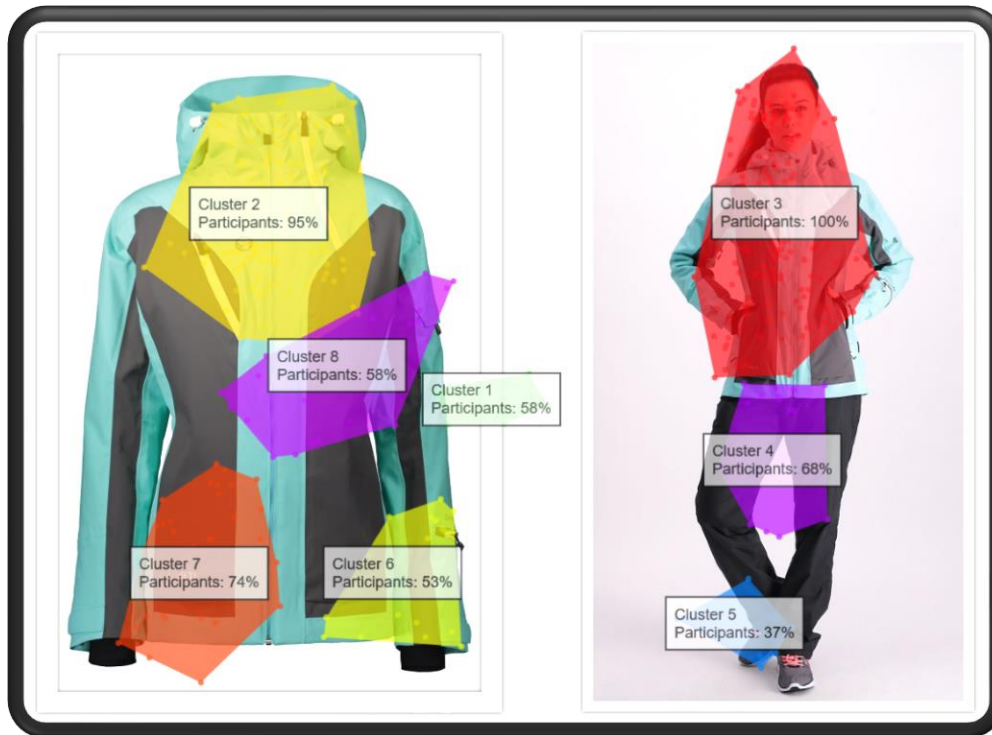 Cluster 2
Participants: 95%
Cluster 3
Participants: 100%
Cluster 8
Participants: 58%
Cluster 1
Participants: 58%
Cluster 4
Participants: 68%
Cluster 7
Participants: 74%
Cluster 6
Participants: 53%
Cluster 5
Participants: 37%